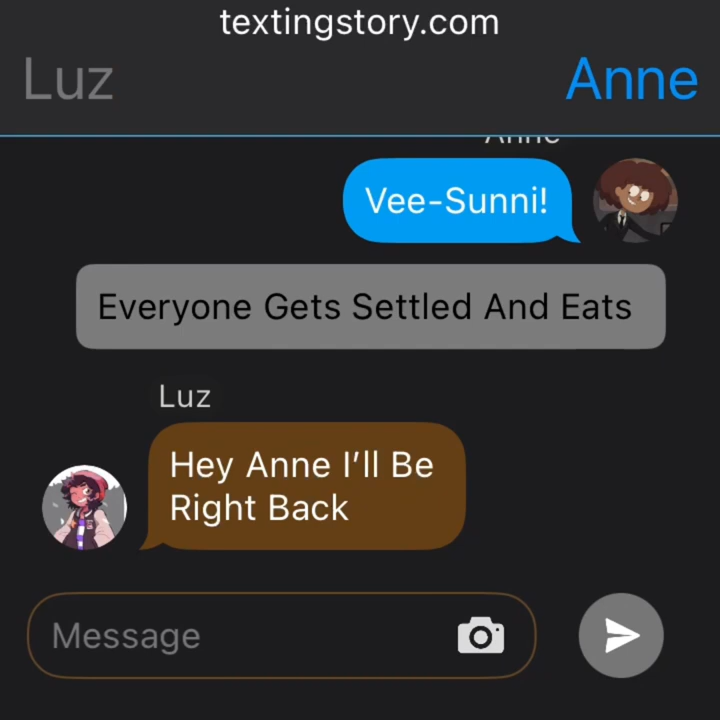 textingstory.com
Luz
Anne
Anne
Vee-Sunni!
Everyone Gets Settled And Eats
Luz
Hey Anne I’ll Be
Right Back
Message